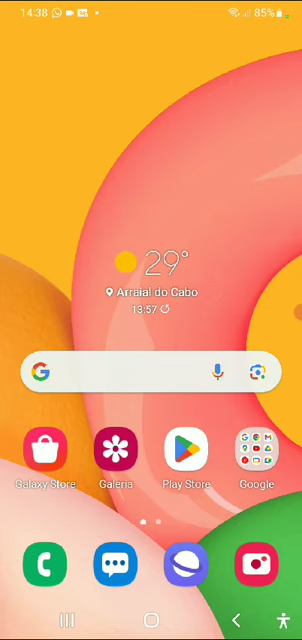 14:38
85%
29°
Arraial do Cabo
13:57
Galaxy Store
Galeria
Play Store
Google